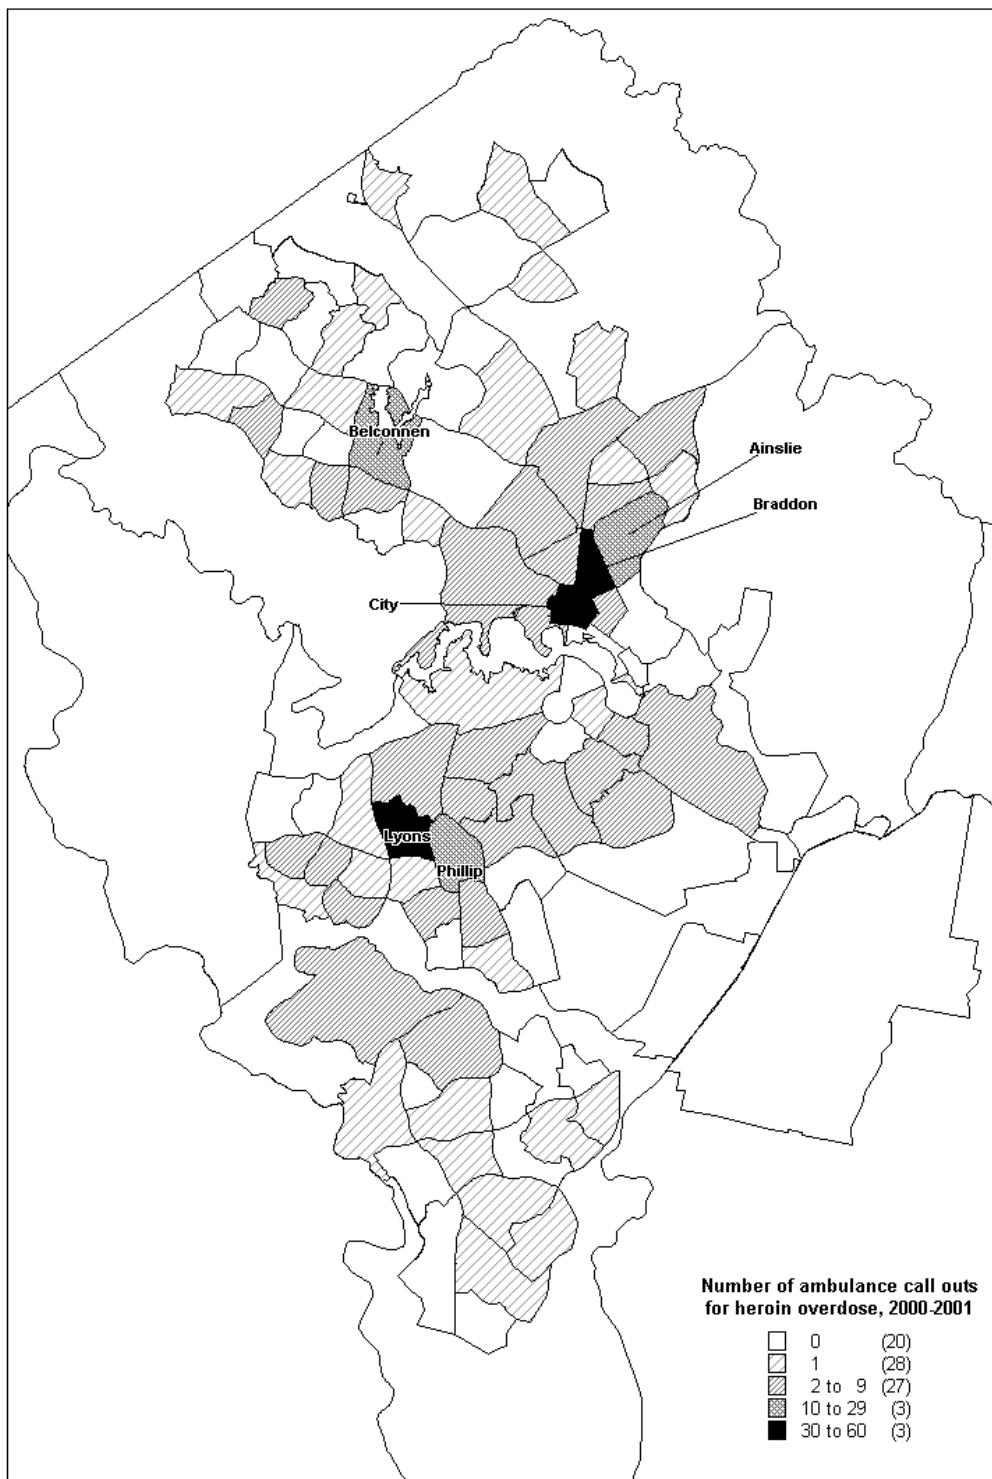 Belconnen
Ainslie
Braddon
City
Lyons
Phillip
Number of ambulance call outs
for heroin overdose, 2000-2001
0 (20)
1 (28)
2 to 9 (27)
10 to 29 (3)
30 to 60 (3)